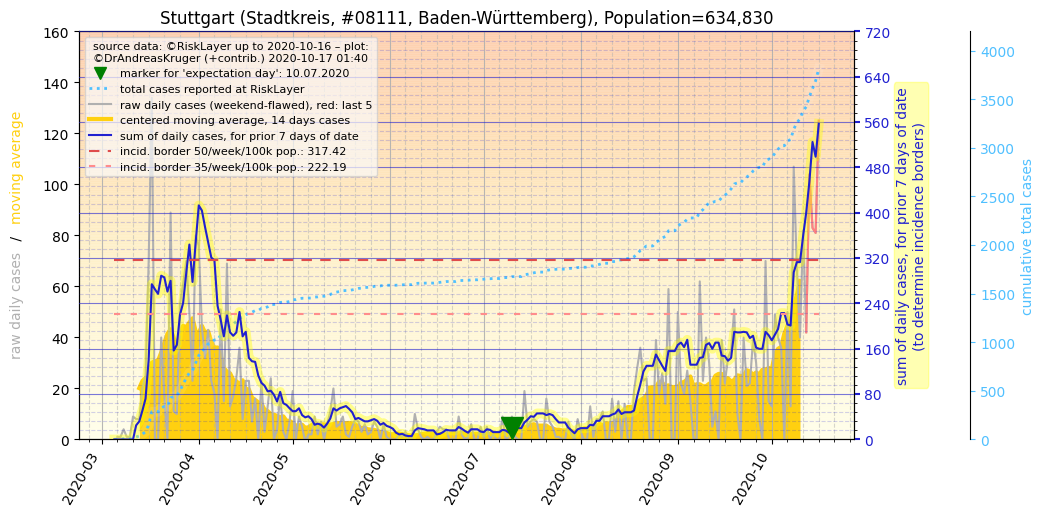 Stuttgart (Stadtkreis, #08111, Baden-Württemberg), Population=634,830
source data: ©RiskLayer up to 2020-10-16 – plot:
©DrAndreasKruger (+contrib.) 2020-10-17 01:40
marker for 'expectation day': 10.07.2020
total cases reported at RiskLayer
raw daily cases (weekend-flawed), red: last 5
centered moving average, 14 days cases
sum of daily cases, for prior 7 days of date
incid. border 50/week/100k pop.: 317.42
incid. border 35/week/100k pop.: 222.19
raw daily cases / moving average
160
140
120
100
80
60
40
20
0
2020-03
2020-04
2020-05
2020-06
2020-07
2020-08
2020-09
2020-10
720
640
560
480
400
320
240
160
80
0
sum of daily cases, for prior 7 days of date
(to determine incidence borders)
4000
3500
3000
2500
2000
1500
1000
500
0
cumulative total cases